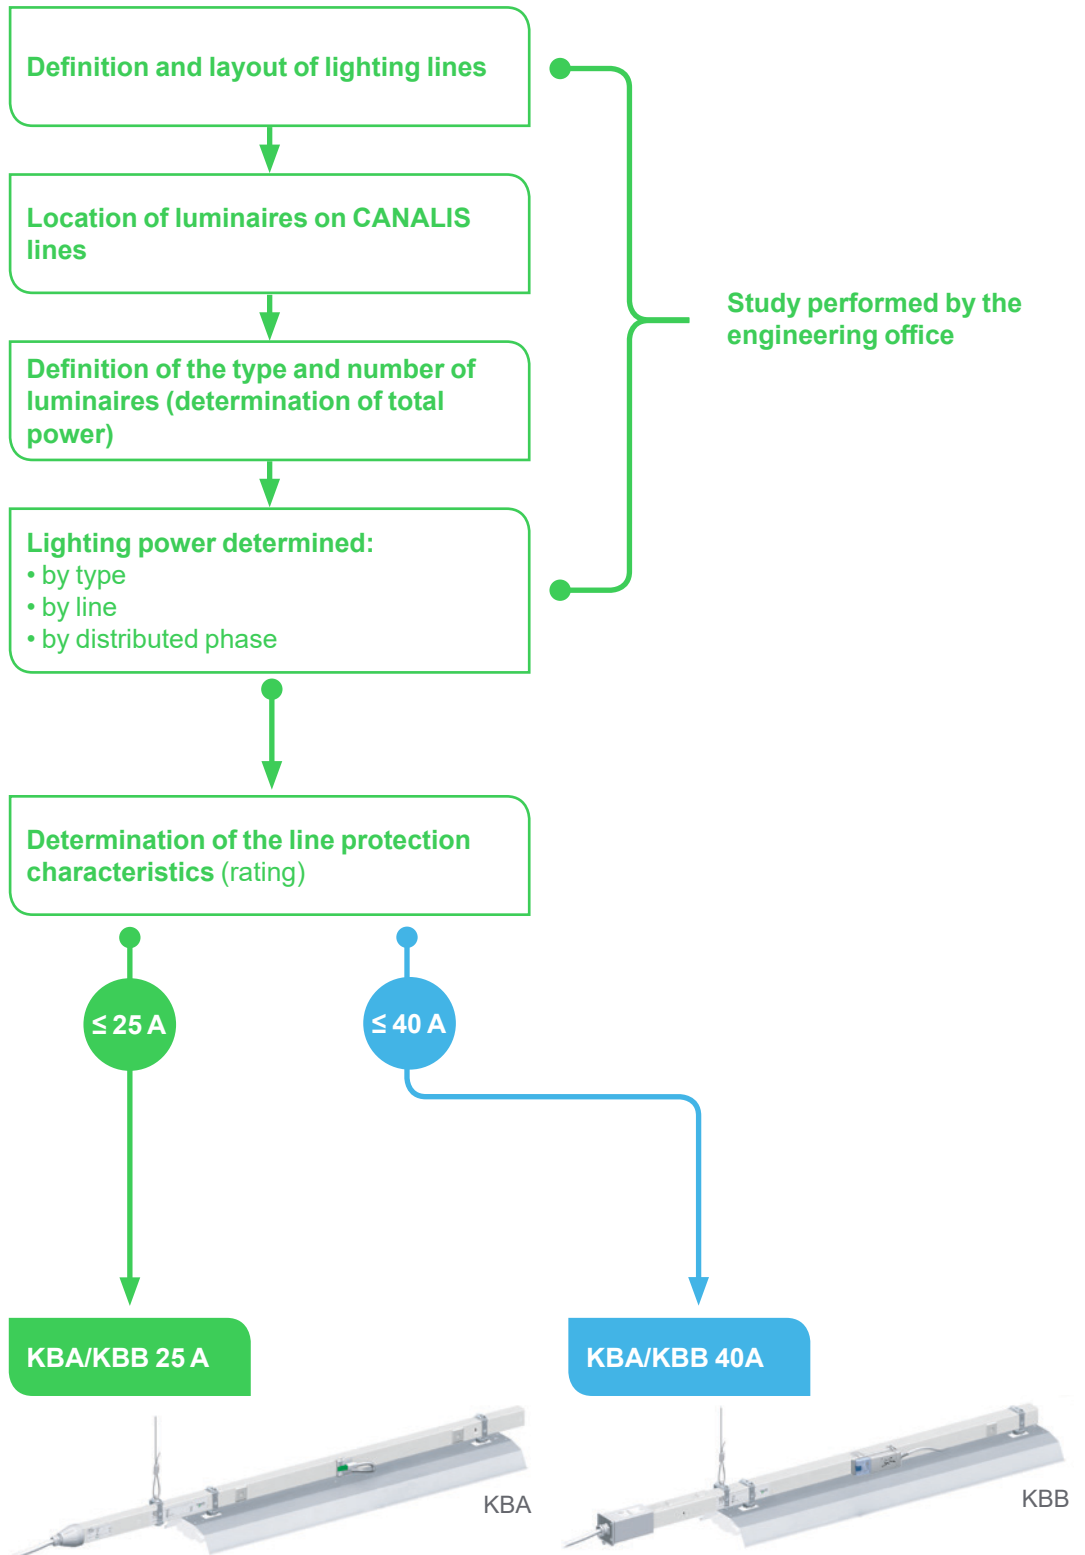 Definition and layout of lighting lines
Location of luminaires on CANALIS
lines
Definition of the type and number of
luminaires (determination of total
power)
Study performed by the
engineering office
Lighting power determined:
• by type
• by line
• by distributed phase
Determination of the line protection
characteristics (rating)
≤ 25 A
≤ 40 A
KBA/KBB 25 A
KBA/KBB 40A
KBA
KBB